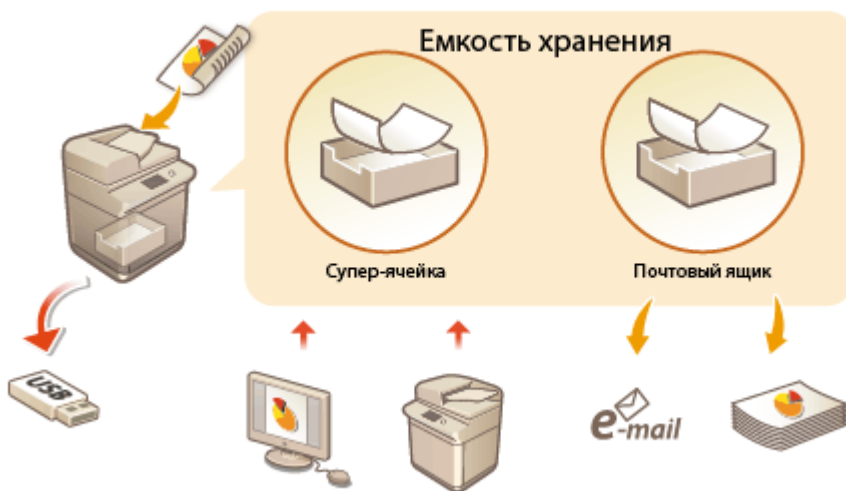 Емкость хранения
Супер-ячейка
Почтовый ящик
USB
e-mail